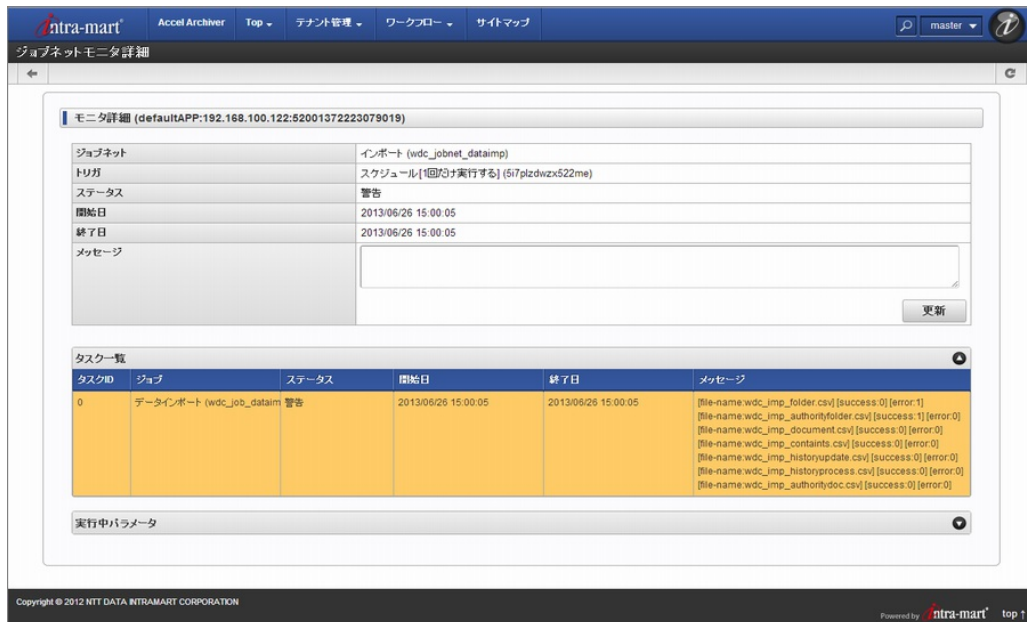 intra-mart Accel Archiver Top テナント管理 ワークフロー サイトマップ master
ジョブネットモニタ詳細
モニタ詳細 (defaultAPP:192.168.100.122:52001372223079019)
ジョブネット インポート (wdc_jobnet_dataimp)
トリガ スケジュール[1回だけ実行する] (5i7plzdwzx522me)
ステータス 警告
開始日 2013/06/26 15:00:05
終了日 2013/06/26 15:00:05
メッセージ
更新
タスク一覧
タスクID ジョブ ステータス 開始日 終了日 メッセージ
0 データインポート (wdc_job_dataim 警告 2013/06/26 15:00:05 2013/06/26 15:00:05 [file-name:wdc_imp_folder.csv] [success:0] [error:1]
[file-name:wdc_imp_authorityfolder.csv] [success:1] [error:0]
[file-name:wdc_imp_document.csv] [success:0] [error:0]
[file-name:wdc_imp_containts.csv] [success:0] [error:0]
[file-name:wdc_imp_historyupdate.csv] [success:0] [error:0]
[file-name:wdc_imp_historyprocess.csv] [success:0] [error:0]
[file-name:wdc_imp_authoritydoc.csv] [success:0] [error:0]
実行中パラメータ
Copyright © 2012 NTT DATA INTRAMART CORPORATION
Powered by intra-mart top ↑